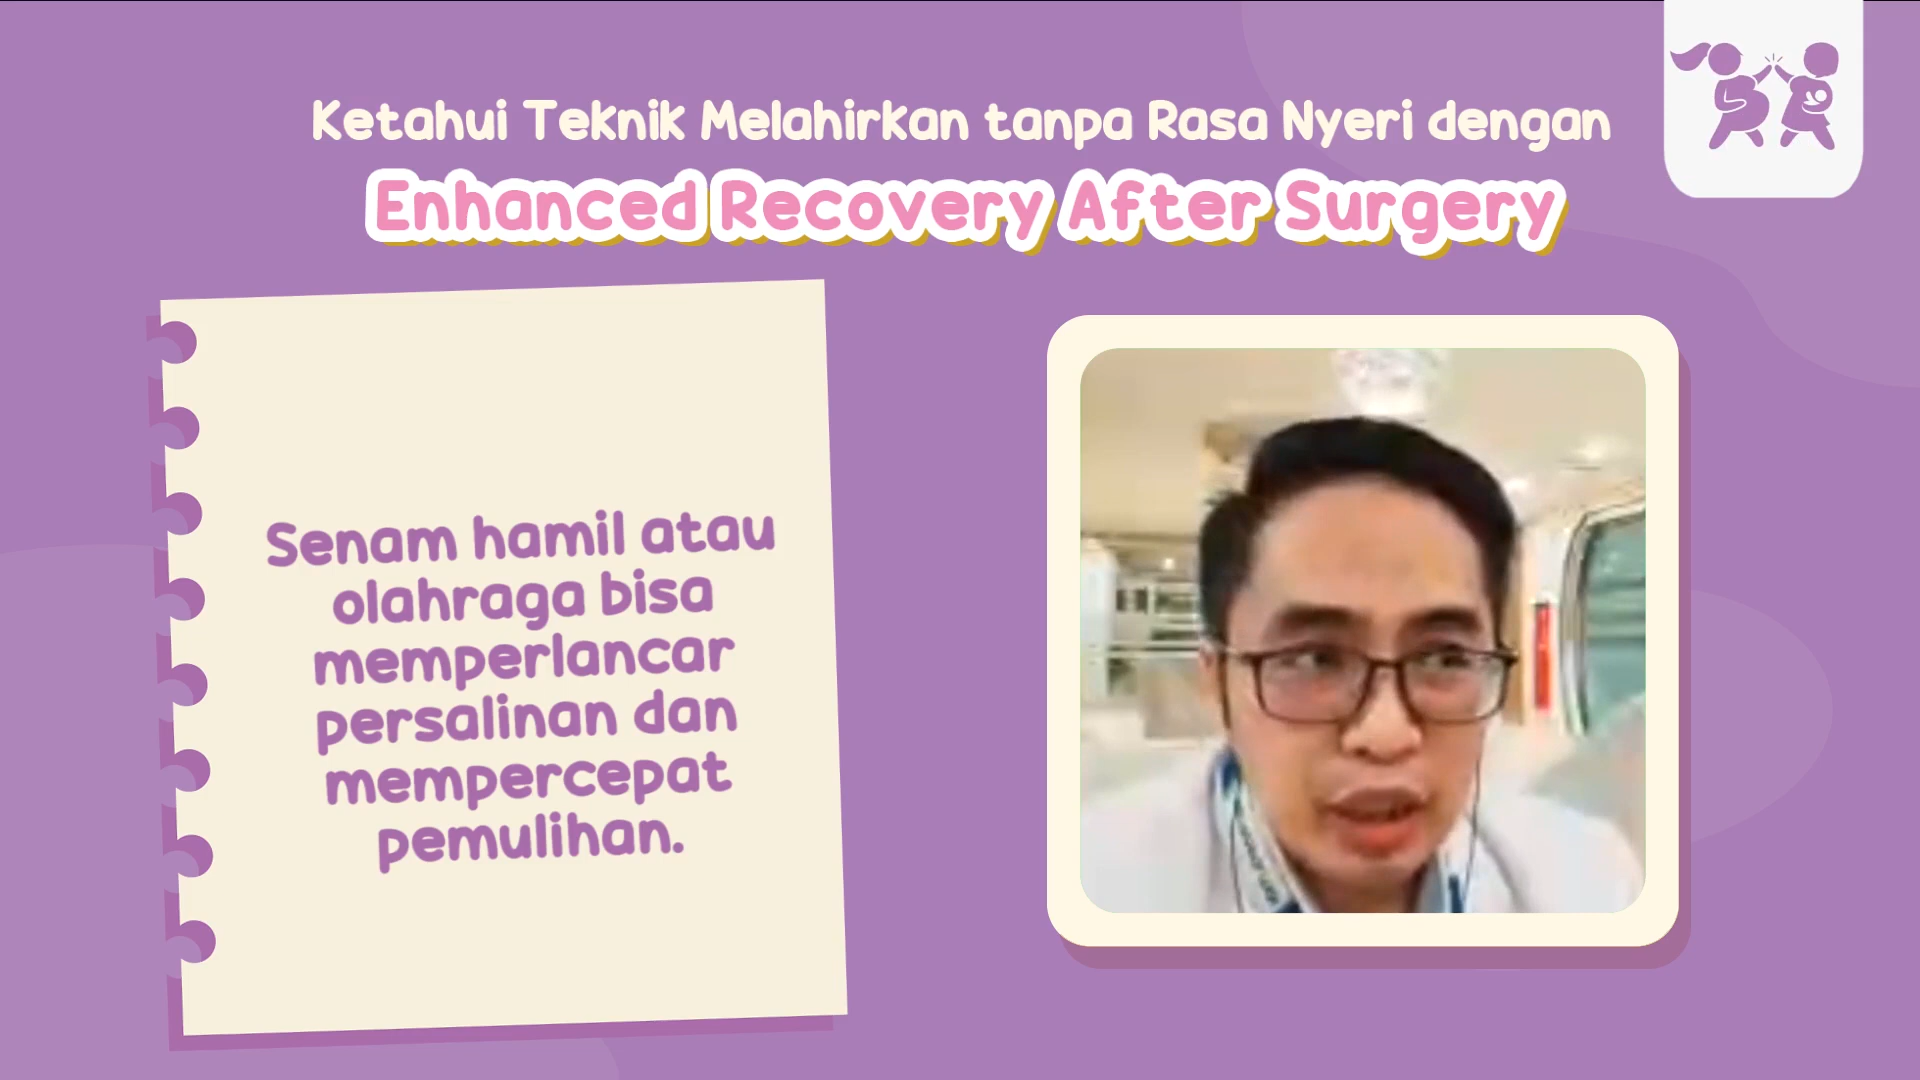 Ketahui Teknik Melahirkan tanpa Rasa Nyeri dengan
Enhanced Recovery After Surgery
Senam hamil atau
olahraga bisa
memperlancar
persalinan dan
mempercepat
pemulihan.